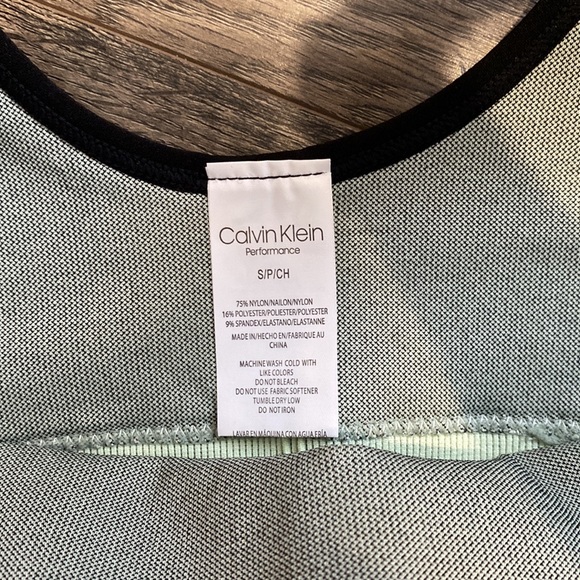 Calvin Klein
Performance
S/P/CH
75% NYLON/NAILON/NYLON
16% POLYESTER/POLIESTER/POLYESTER
9% SPANDEX/ELASTANO/ELASTANNE
MADE IN/HECHO EN/FABRIQUE AU
CHINA
MACHINE WASH COLD WITH
LIKE COLORS
DO NOT BLEACH
DO NOT USE FABRIC SOFTENER
TUMBLE DRY LOW
DO NOT IRON
LAVAR EN MÁQUINA CON AGUA FRÍA